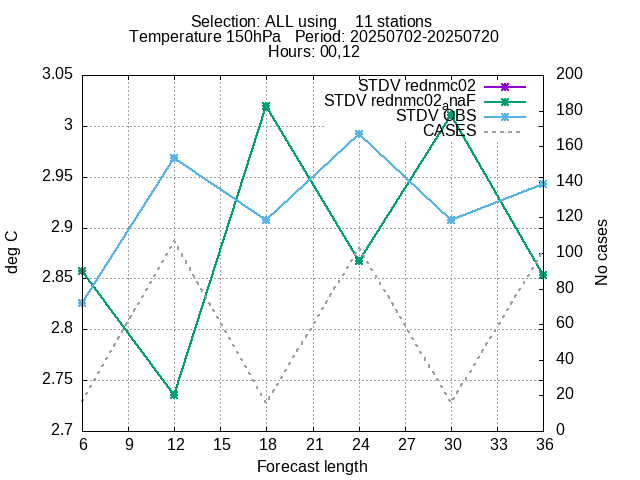 Selection: ALL using    11 stations
Temperature 150hPa   Period: 20250702-20250720
Hours: 00,12
STDV rednmc02
STDV rednmc02anaF
STDV OBS
CASES
3.05
3
2.95
2.9
2.85
2.8
2.75
2.7
200
180
160
140
120
100
80
60
40
20
0
deg C
No cases
6 9 12 15 18 21 24 27 30 33 36
Forecast length